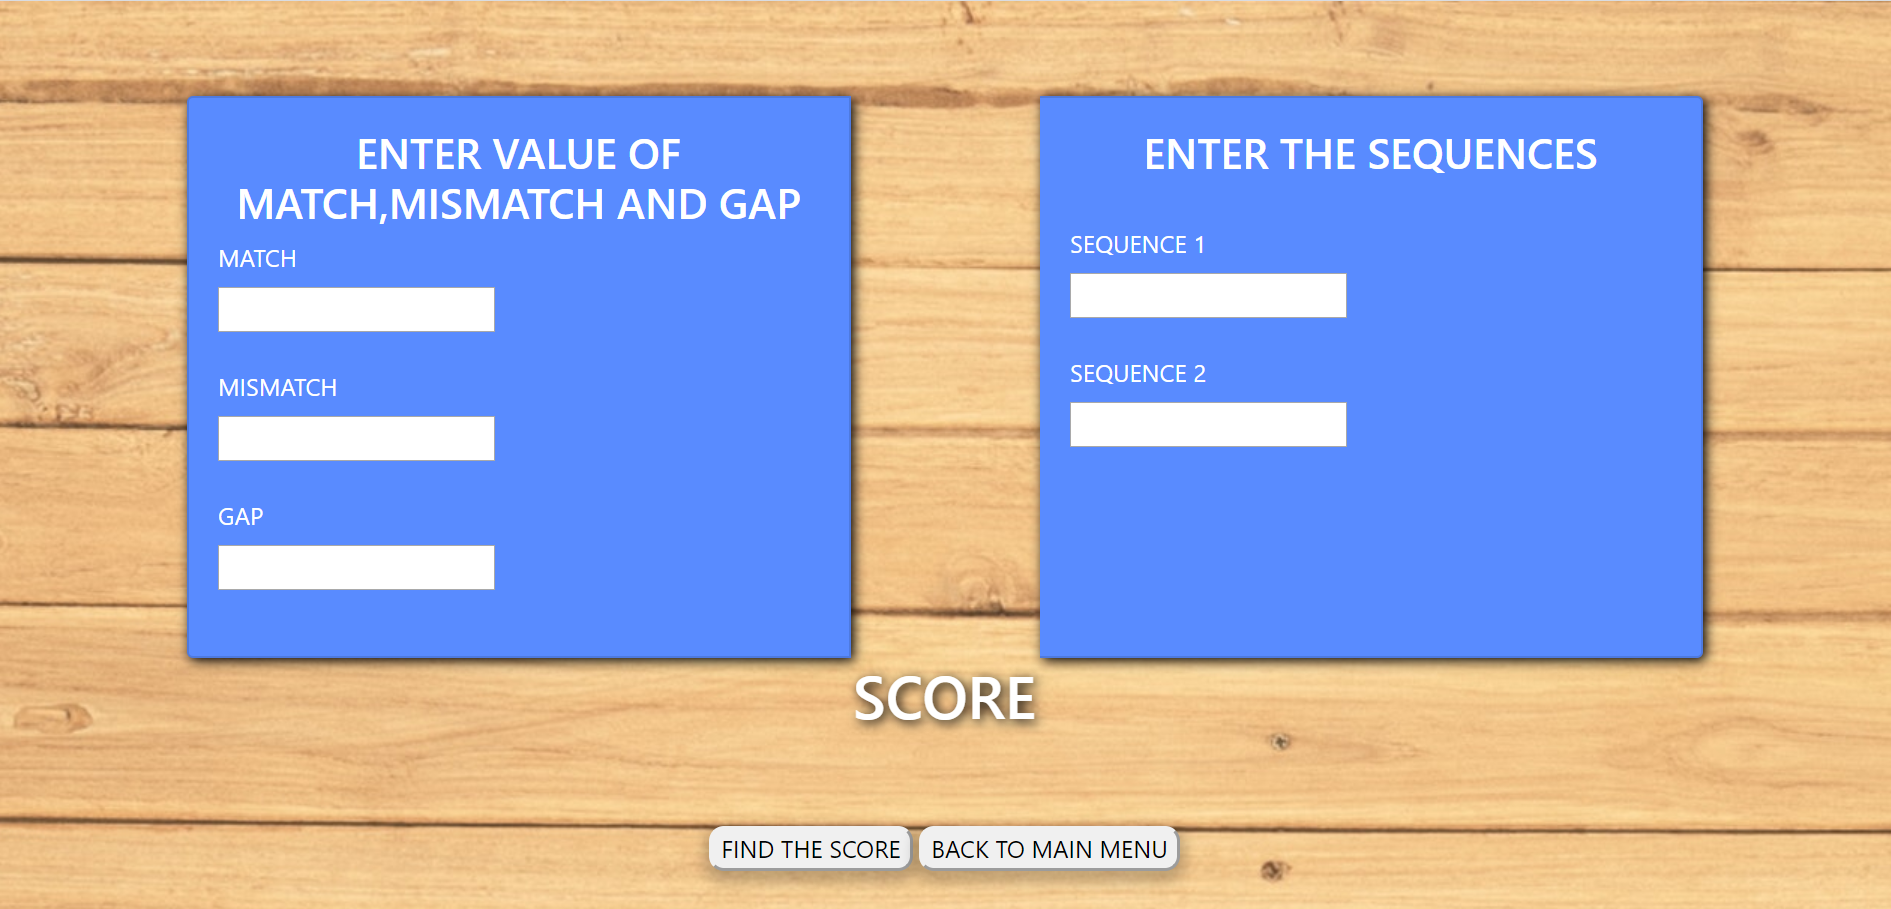 ENTER VALUE OF
MATCH,MISMATCH AND GAP
MATCH
MISMATCH
GAP
ENTER THE SEQUENCES
SEQUENCE 1
SEQUENCE 2
SCORE
FIND THE SCORE
BACK TO MAIN MENU